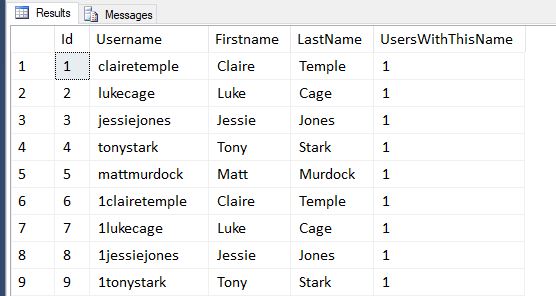 Results Messages
Id Username Firstname LastName UsersWithThisName
1 1 clairetemple Claire Temple 1
2 2 lukecage Luke Cage 1
3 3 jessiejones Jessie Jones 1
4 4 tonystark Tony Stark 1
5 5 mattmurdock Matt Murdock 1
6 6 1clairetemple Claire Temple 1
7 7 1lukecage Luke Cage 1
8 8 1jessiejones Jessie Jones 1
9 9 1tonystark Tony Stark 1